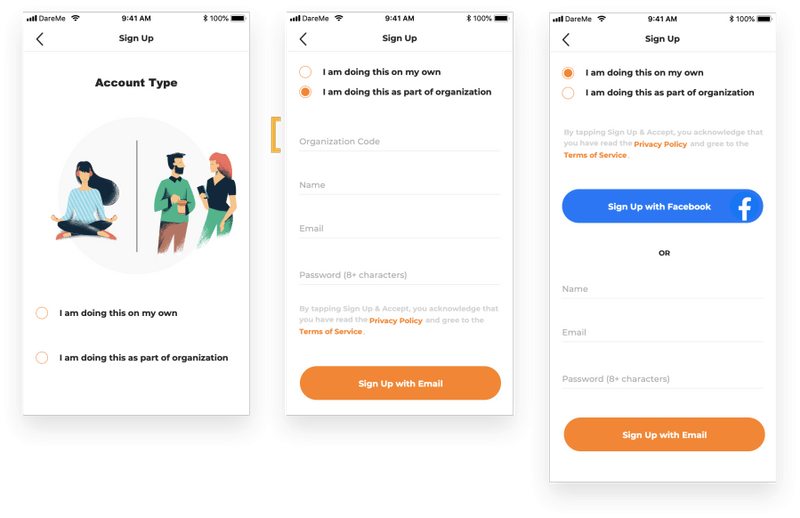 DareMe 9:41 AM 100%
Sign Up
Account Type
I am doing this on my own
I am doing this as part of organization
DareMe 9:41 AM 100%
Sign Up
I am doing this on my own
I am doing this as part of organization
Organization Code
Name
Email
Password (8+ characters)
By tapping Sign Up & Accept, you acknowledge that
you have read the Privacy Policy and gree to the
Terms of Service.
Sign Up with Email
DareMe 9:41 AM 100%
Sign Up
I am doing this on my own
I am doing this as part of organization
By tapping Sign Up & Accept, you acknowledge that
you have read the Privacy Policy and gree to the
Terms of Service.
Sign Up with Facebook
OR
Name
Email
Password (8+ characters)
Sign Up with Email